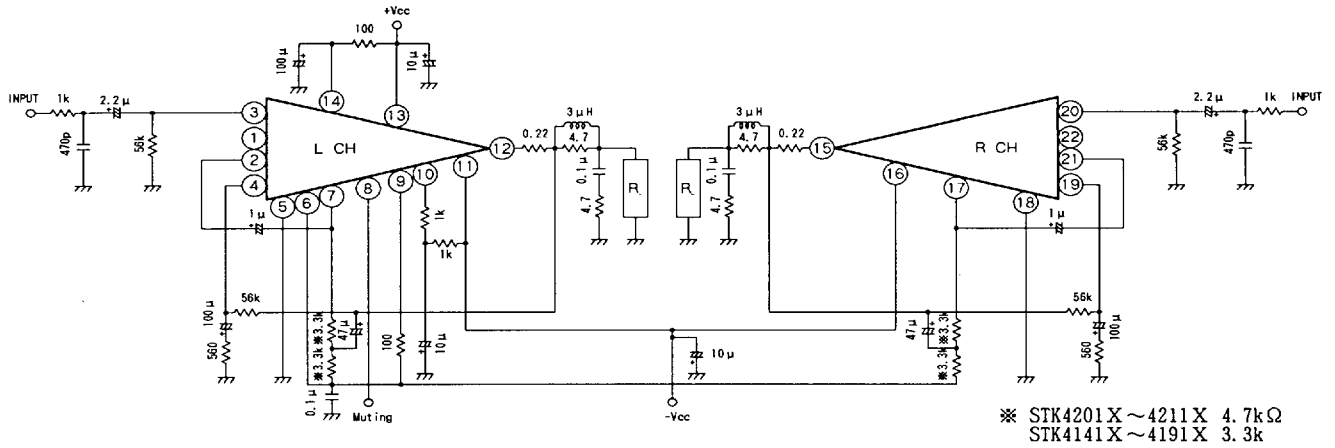 +Vcc
100
100μ
10μ
INPUT
1k
2.2μ
470p
56k
3
1
2
4
14
13
L CH
12
11
10
9
8
7
6
5
0.22
3μH
4.7
0.1μ
4.7
RL
1μ
1k
1k
56k
100μ
560
※3.3k
※3.3k
47μ
0.1μ
100
10μ
Muting
RL
3μH
4.7
0.22
0.1μ
4.7
15
R CH
16
17
18
20
22
21
19
56k
2.2μ
1k
INPUT
470p
1μ
47μ
※3.3k
※3.3k
56k
100μ
560
10μ
-Vcc
※ STK4201X～4211X 4.7kΩ
STK4141X～4191X 3.3k